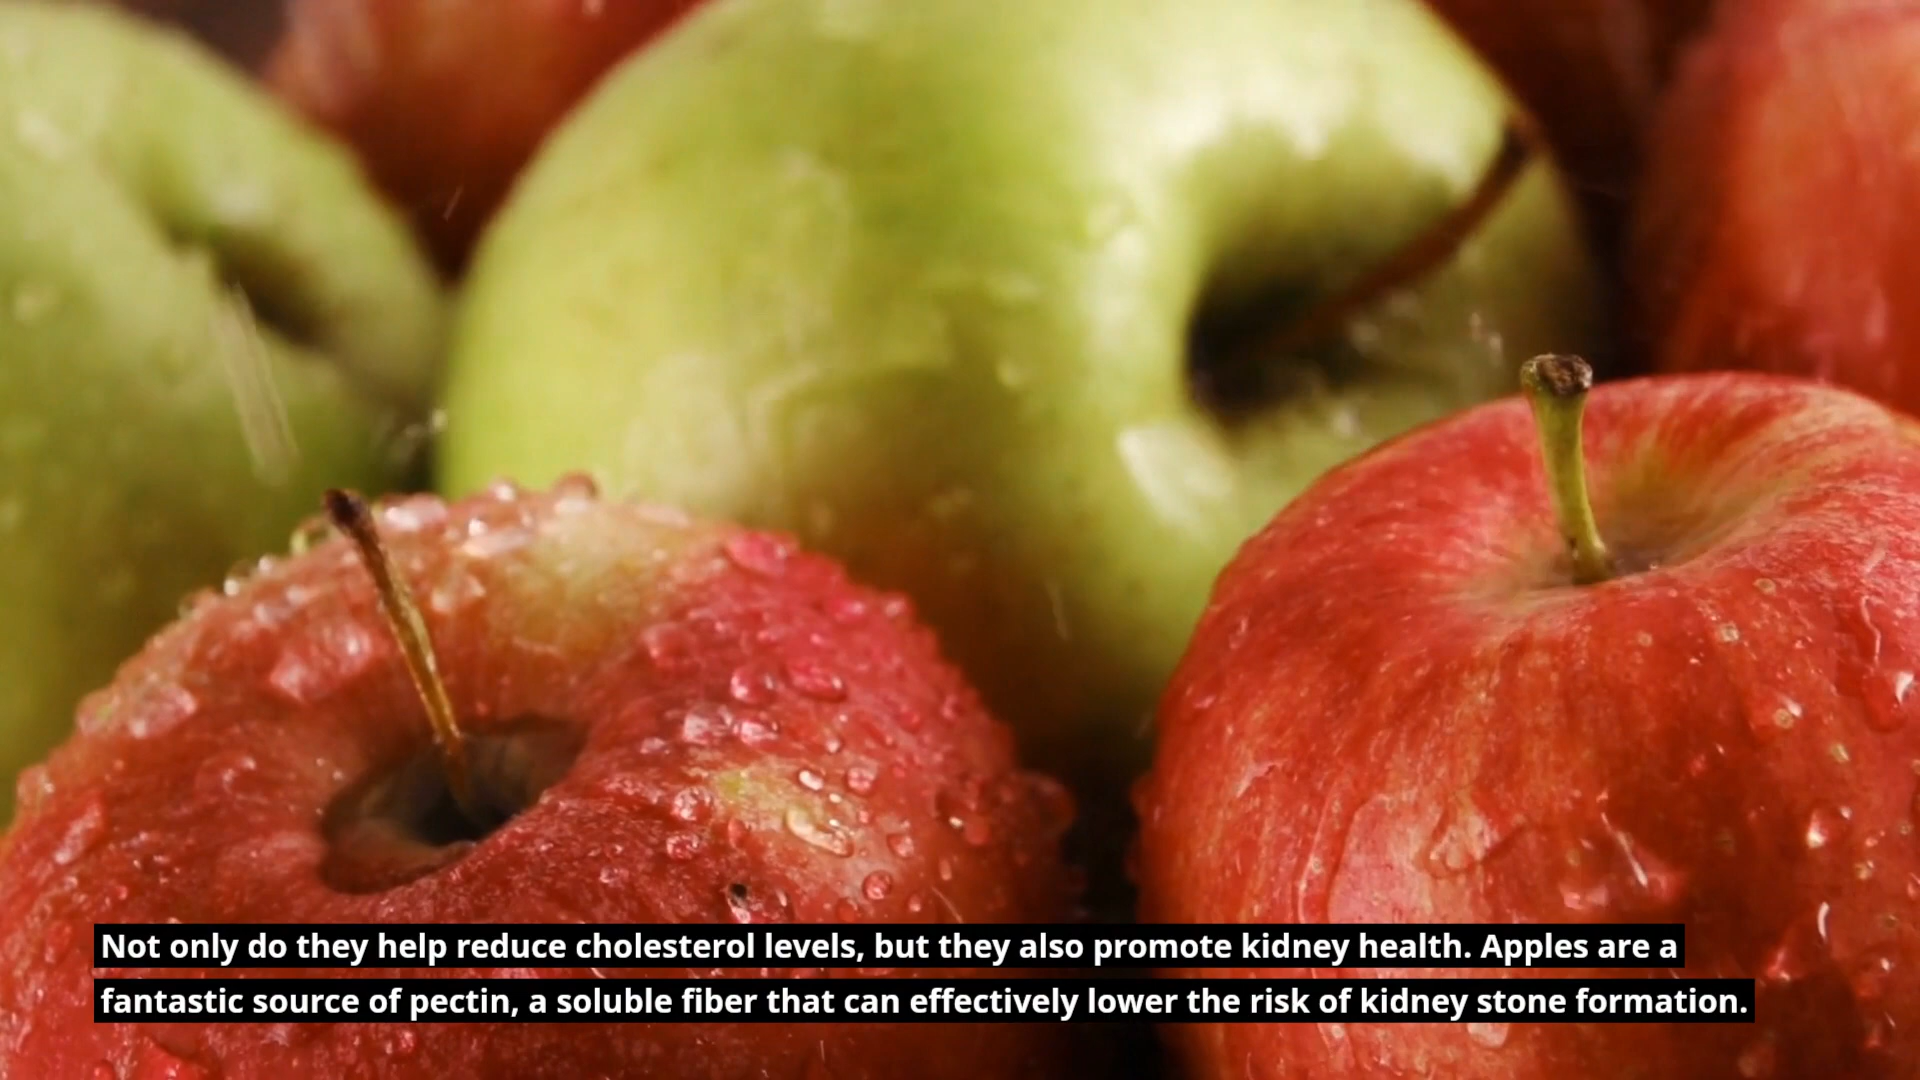 Not only do they help reduce cholesterol levels, but they also promote kidney health. Apples are a
fantastic source of pectin, a soluble fiber that can effectively lower the risk of kidney stone formation.